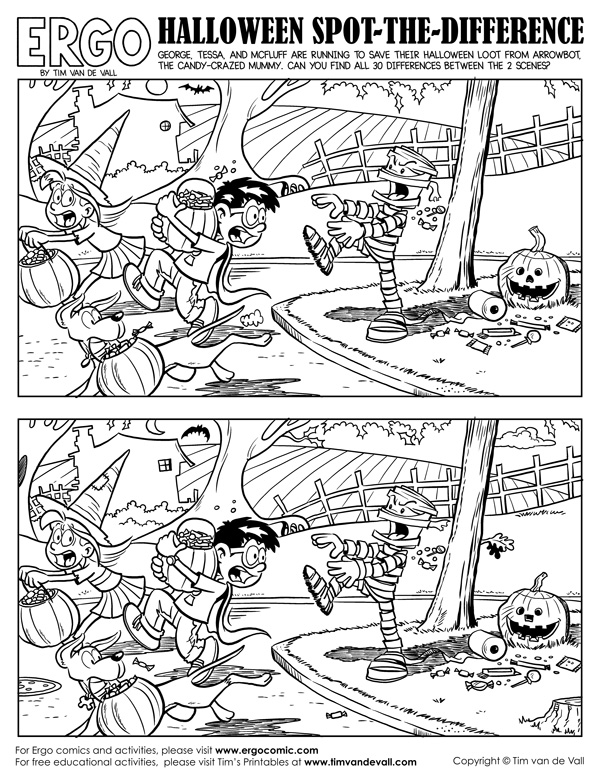 ERGO
BY TIM VAN DE VALL
HALLOWEEN SPOT-THE-DIFFERENCE
GEORGE, TESSA, AND MCFLUFF ARE RUNNING TO SAVE THEIR HALLOWEEN LOOT FROM ARROWBOT,
THE CANDY-CRAZED MUMMY. CAN YOU FIND ALL 30 DIFFERENCES BETWEEN THE 2 SCENES?
For Ergo comics and activities, please visit www.ergocomic.com
For free educational activities, please visit Tim's Printables at www.timvandevall.com
Copyright © Tim van de Vall